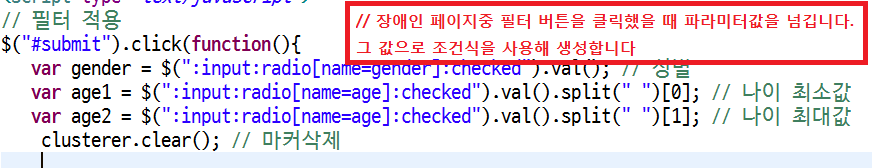 <script type="text/javascript">
// 필터 적용
// 장애인 페이지중 필터 버튼을 클릭했을 때 파라미터값을 넘깁니다.
그 값으로 조건식을 사용해 생성합니다
$("#submit").click(function(){
var gender = $(":input:radio[name=gender]:checked").val(); // 성별
var age1 = $(":input:radio[name=age]:checked").val().split(" ")[0]; // 나이 최소값
var age2 = $(":input:radio[name=age]:checked").val().split(" ")[1]; // 나이 최대값
clusterer.clear(); // 마커삭제